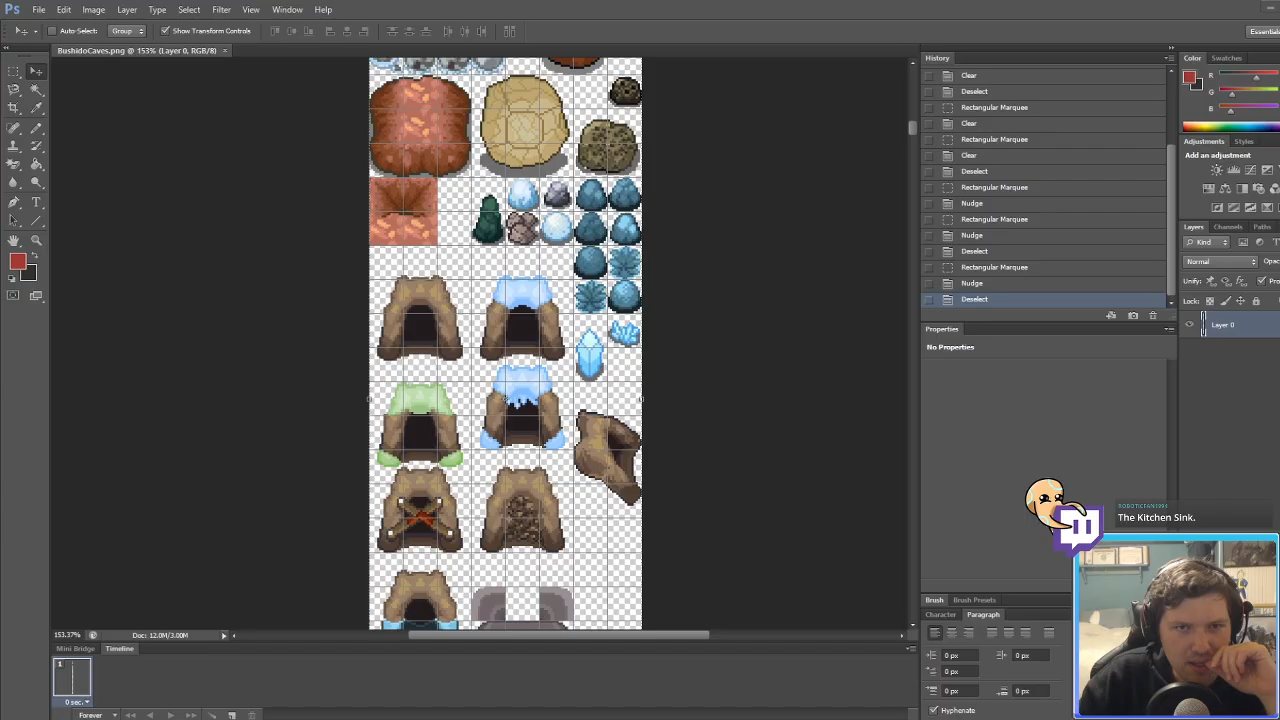 Ps File Edit Image Layer Type Select Filter View Window Help
Auto-Select: Group Show Transform Controls Essentials
BushidoCaves.png @ 153% (Layer 0, RGB/8) ×
History
Clear
Deselect
Rectangular Marquee
Clear
Rectangular Marquee
Clear
Deselect
Rectangular Marquee
Nudge
Rectangular Marquee
Nudge
Deselect
Rectangular Marquee
Nudge
Deselect
Properties
No Properties
Color Swatches
R
G
B
Adjustments Styles
Add an adjustment
Layers Channels Paths
Kind
Normal
Unify:
Lock:
Layer 0
The Kitchen Sink.
Brush Brush Presets
Character Paragraph
0 px 0 px
0 px
0 px 0 px
Hyphenate
153.37% Doc: 12.0M/3.00M
Mini Bridge Timeline
1
0 sec.
Forever